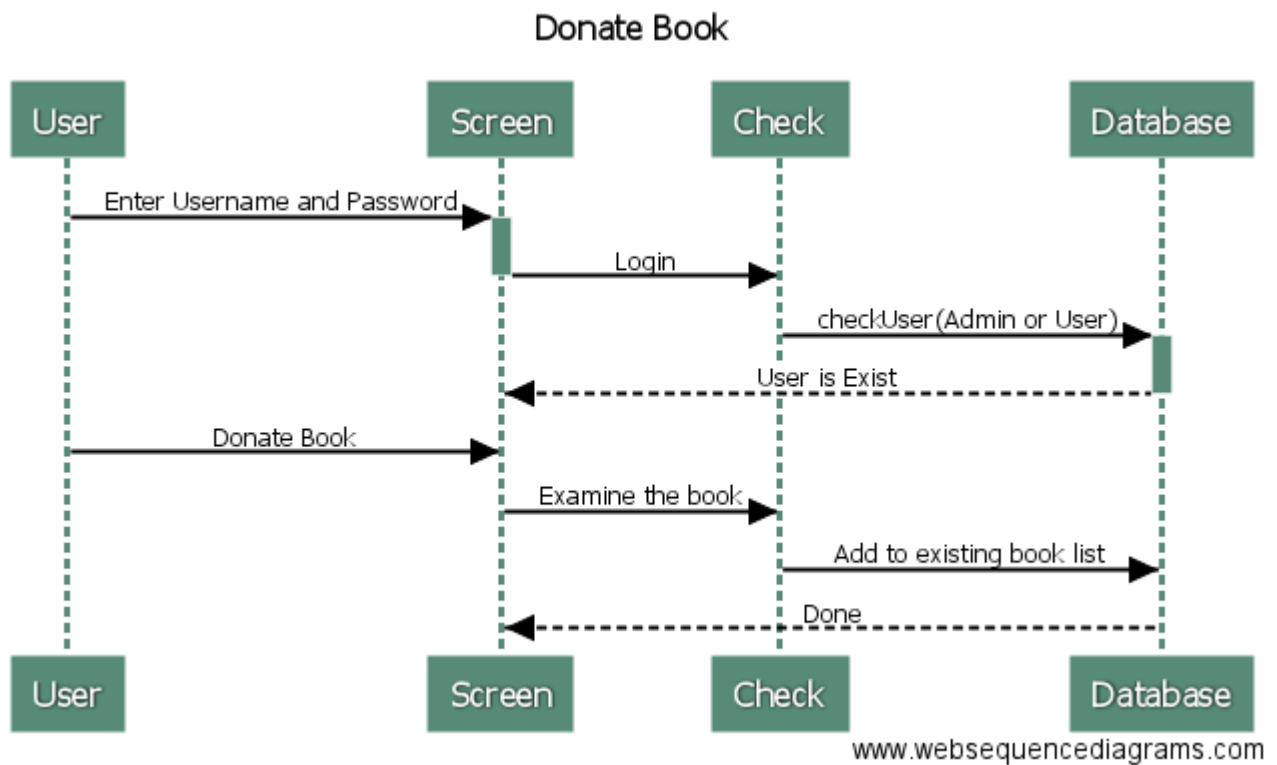 Donate Book
User Screen Check Database
Enter Username and Password
Login
checkUser(Admin or User)
User is Exist
Donate Book
Examine the book
Add to existing book list
Done
User Screen Check Database
www.websequencediagrams.com